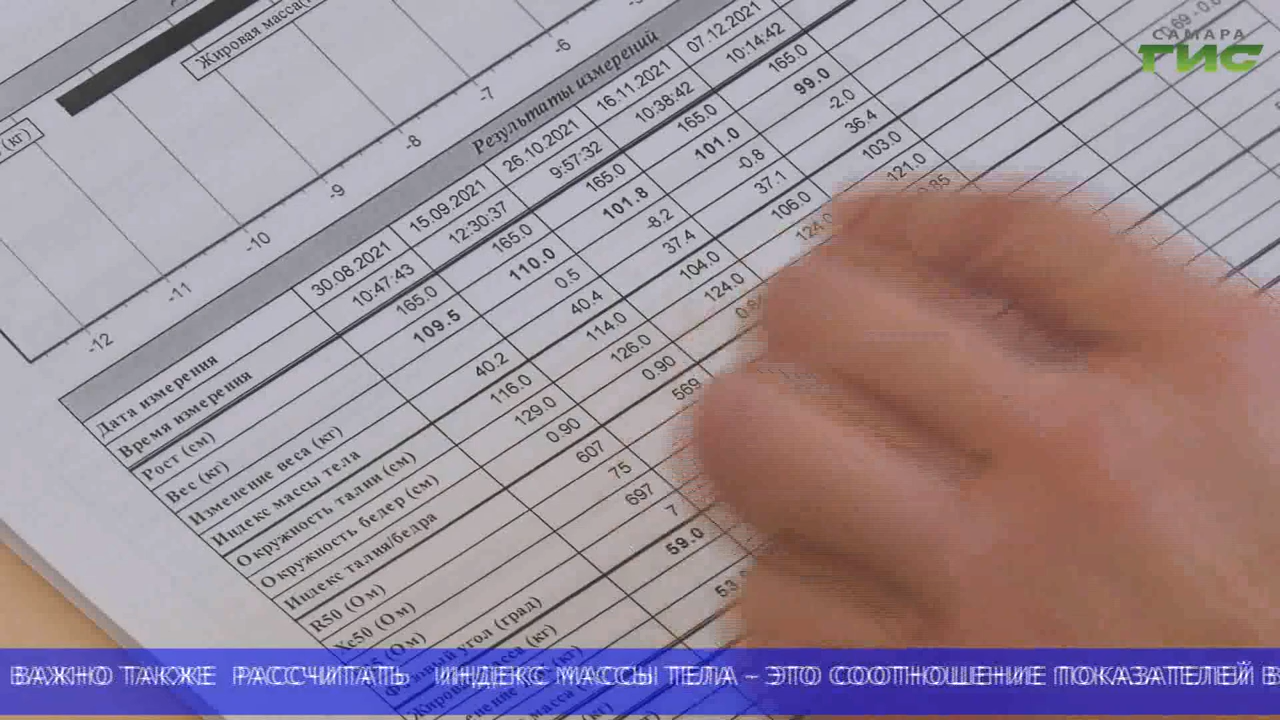 САМАРА
ГИС
Жировая масса
(кг)
-6
-7
-8
-9
-10
-11
-12
Результаты измерений
Дата измерения 30.08.2021 15.09.2021 26.10.2021 16.11.2021 07.12.2021
Время измерения 10:47:43 12:30:37 9:57:32 10:38:42 10:14:42
Рост (см) 165.0 165.0 165.0 165.0 165.0
Вес (кг) 109.5 110.0 101.8 101.0 99.0
Изменение веса (кг) 0.5 -8.2 -0.8 -2.0
Индекс массы тела 40.2 40.4 37.4 37.1 36.4
Окружность талии (см) 116.0 114.0 104.0 106.0 103.0
Окружность бедер (см) 129.0 126.0 124.0 124.0 121.0
Индекс талия/бедра 0.90 0.90
R50 (Ом) 607 569
Xc50 (Ом) 75
(Ом) 697
угол (град) 7
(кг) 59.0
(кг)
ВАЖНО ТАКЖЕ РАССЧИТАТЬ ИНДЕКС МАССЫ ТЕЛА – ЭТО СООТНОШЕНИЕ ПОКАЗАТЕЛЕЙ В